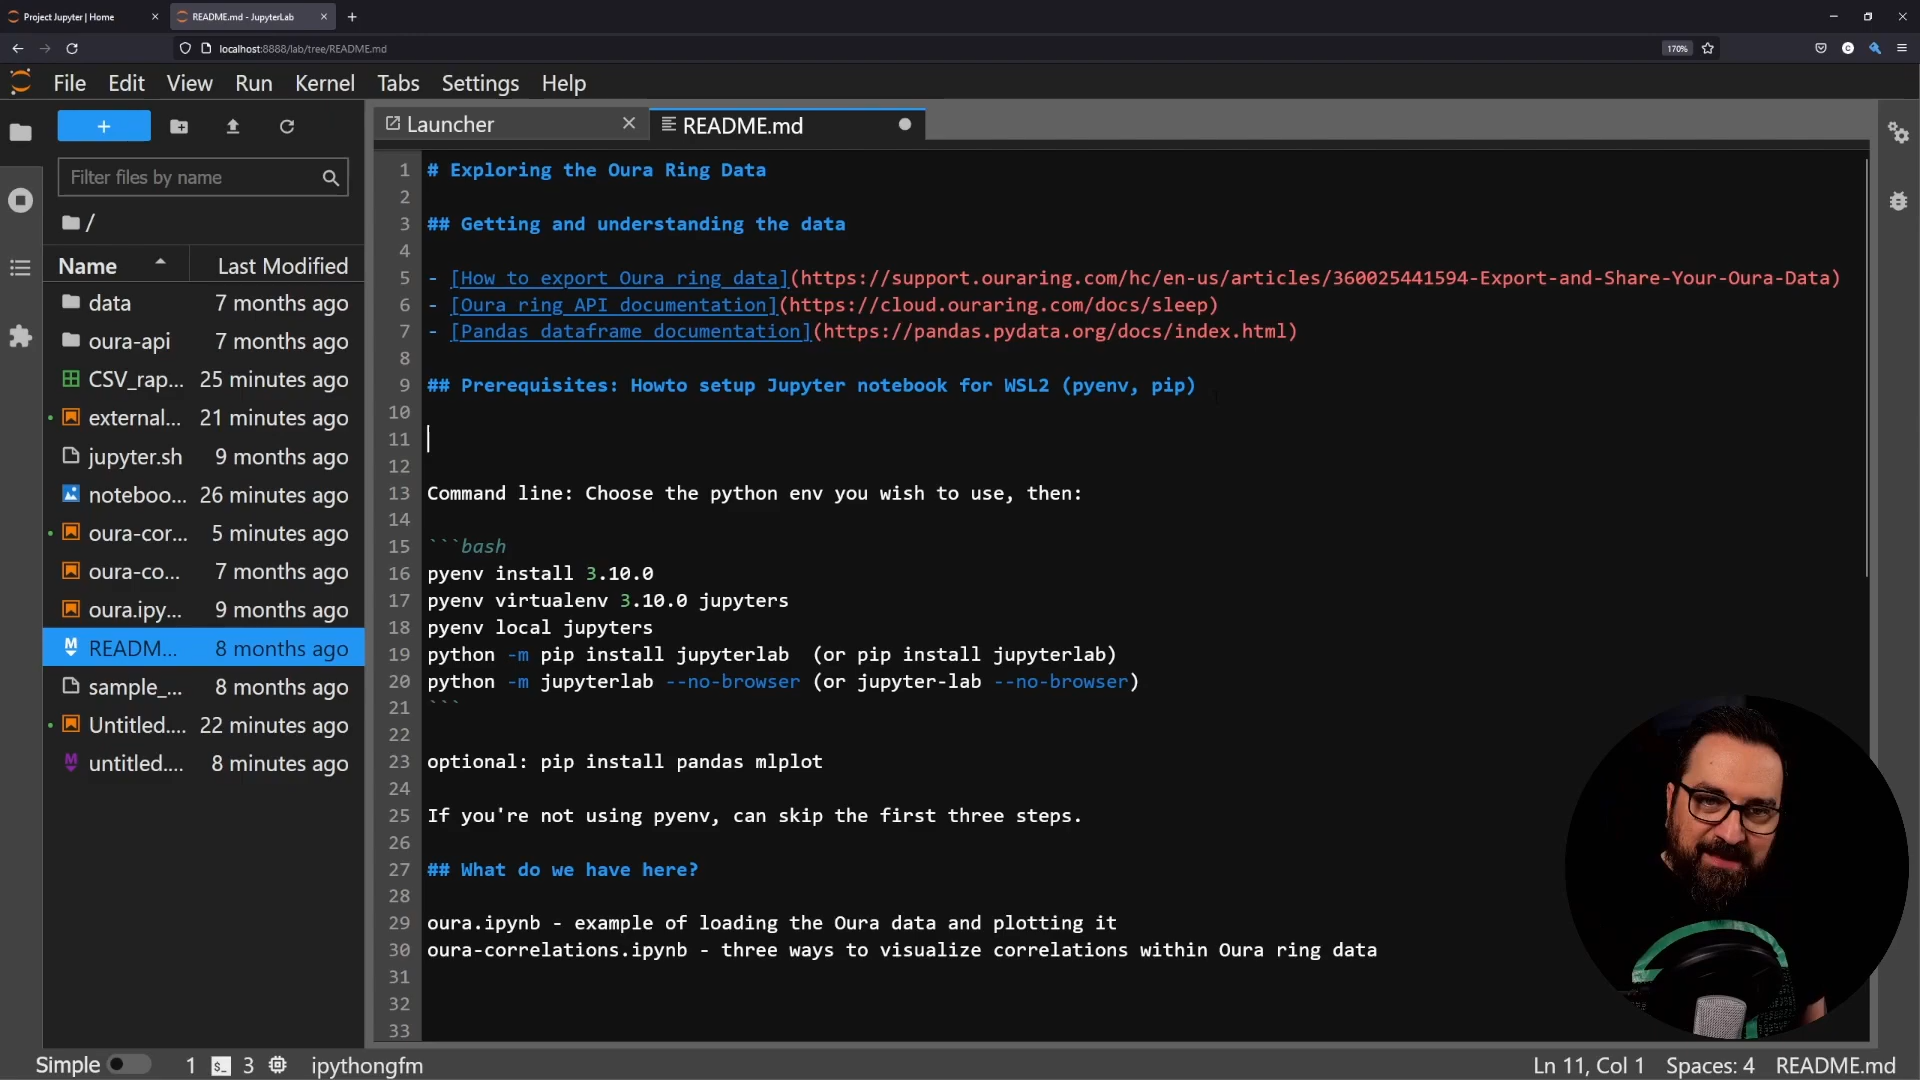 Project Jupyter | Home
README.md - JupyterLab
localhost:8888/lab/tree/README.md
170%
File Edit View Run Kernel Tabs Settings Help
Launcher
README.md
Filter files by name
/
Name
Last Modified
data 7 months ago
oura-api 7 months ago
CSV_rap... 25 minutes ago
external... 21 minutes ago
jupyter.sh 9 months ago
noteboo... 26 minutes ago
oura-cor... 5 minutes ago
oura-co... 7 months ago
oura.ipy... 9 months ago
READM... 8 months ago
sample_... 8 months ago
Untitled.... 22 minutes ago
untitled.... 8 minutes ago
1 # Exploring the Oura Ring Data
2
3 ## Getting and understanding the data
4
5 - [How to export Oura ring data](https://support.ouraring.com/hc/en-us/articles/360025441594-Export-and-Share-Your-Oura-Data)
6 - [Oura ring API documentation](https://cloud.ouraring.com/docs/sleep)
7 - [Pandas dataframe documentation](https://pandas.pydata.org/docs/index.html)
8
9 ## Prerequisites: Howto setup Jupyter notebook for WSL2 (pyenv, pip)
10
11
12
13 Command line: Choose the python env you wish to use, then:
14
15 ```bash
16 pyenv install 3.10.0
17 pyenv virtualenv 3.10.0 jupyters
18 pyenv local jupyters
19 python -m pip install jupyterlab  (or pip install jupyterlab)
20 python -m jupyterlab --no-browser (or jupyter-lab --no-browser)
21 ```
22
23 optional: pip install pandas mlplot
24
25 If you're not using pyenv, can skip the first three steps.
26
27 ## What do we have here?
28
29 oura.ipynb - example of loading the Oura data and plotting it
30 oura-correlations.ipynb - three ways to visualize correlations within Oura ring data
31
32
33
Simple 1 3 ipythongfm
Ln 11, Col 1 Spaces: 4 README.md